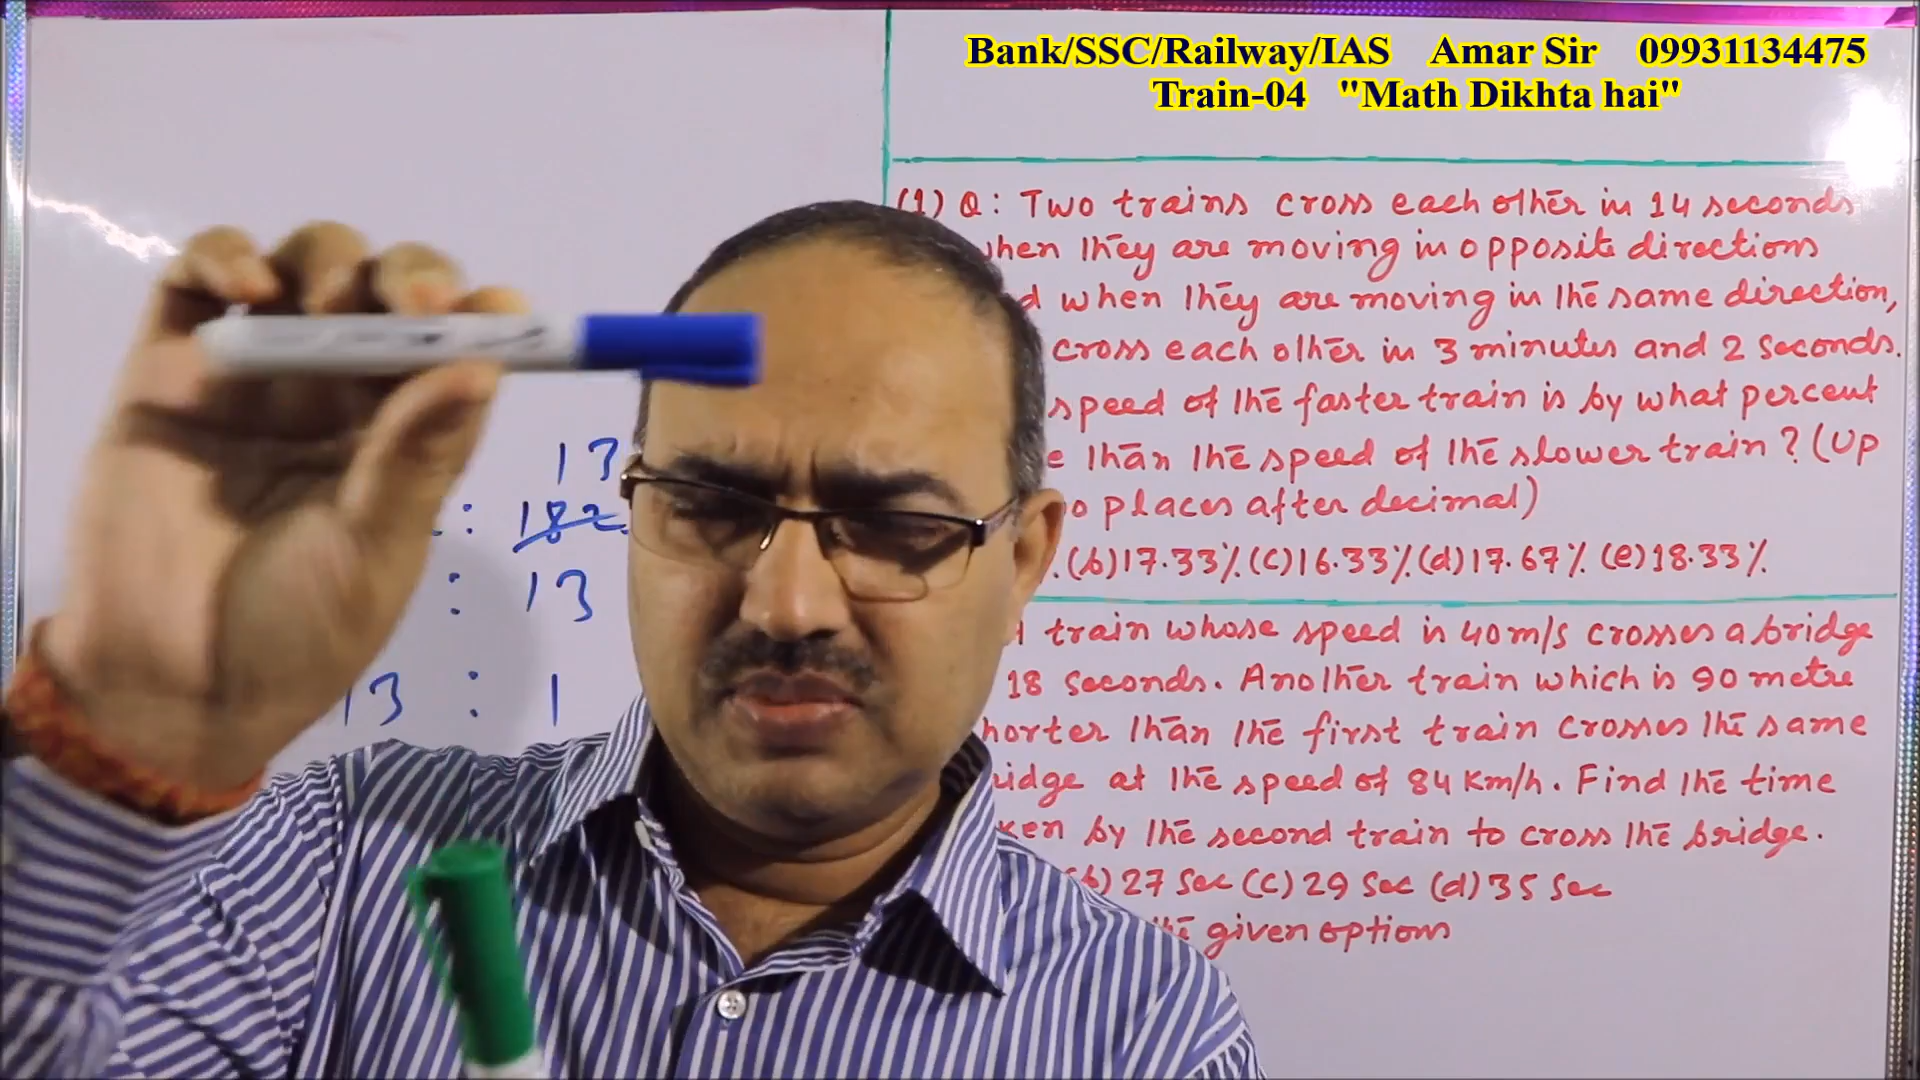 Bank/SSC/Railway/IAS Amar Sir 09931134475
Train-04 "Math Dikhta hai"
(1) Q: Two trains cross each other in 14 seconds
when they are moving in opposite directions
d when they are moving in the same direction,
cross each other in 3 minutes and 2 seconds.
speed of the faster train is by what percent
e than the speed of the slower train? (Up
o places after decimal)
(b) 17.33% (c) 16.33% (d) 17.67% (e) 18.33%
train whose speed is 40 m/s crosses a bridge
18 seconds. Another train which is 90 metre
horter than the first train crosses the same
ridge at the speed of 84 Km/h. Find the time
ken by the second train to cross the bridge.
b) 27 Sec (c) 29 Sec (d) 35 Sec
the given options
13
: 182
: 13
13 : 1